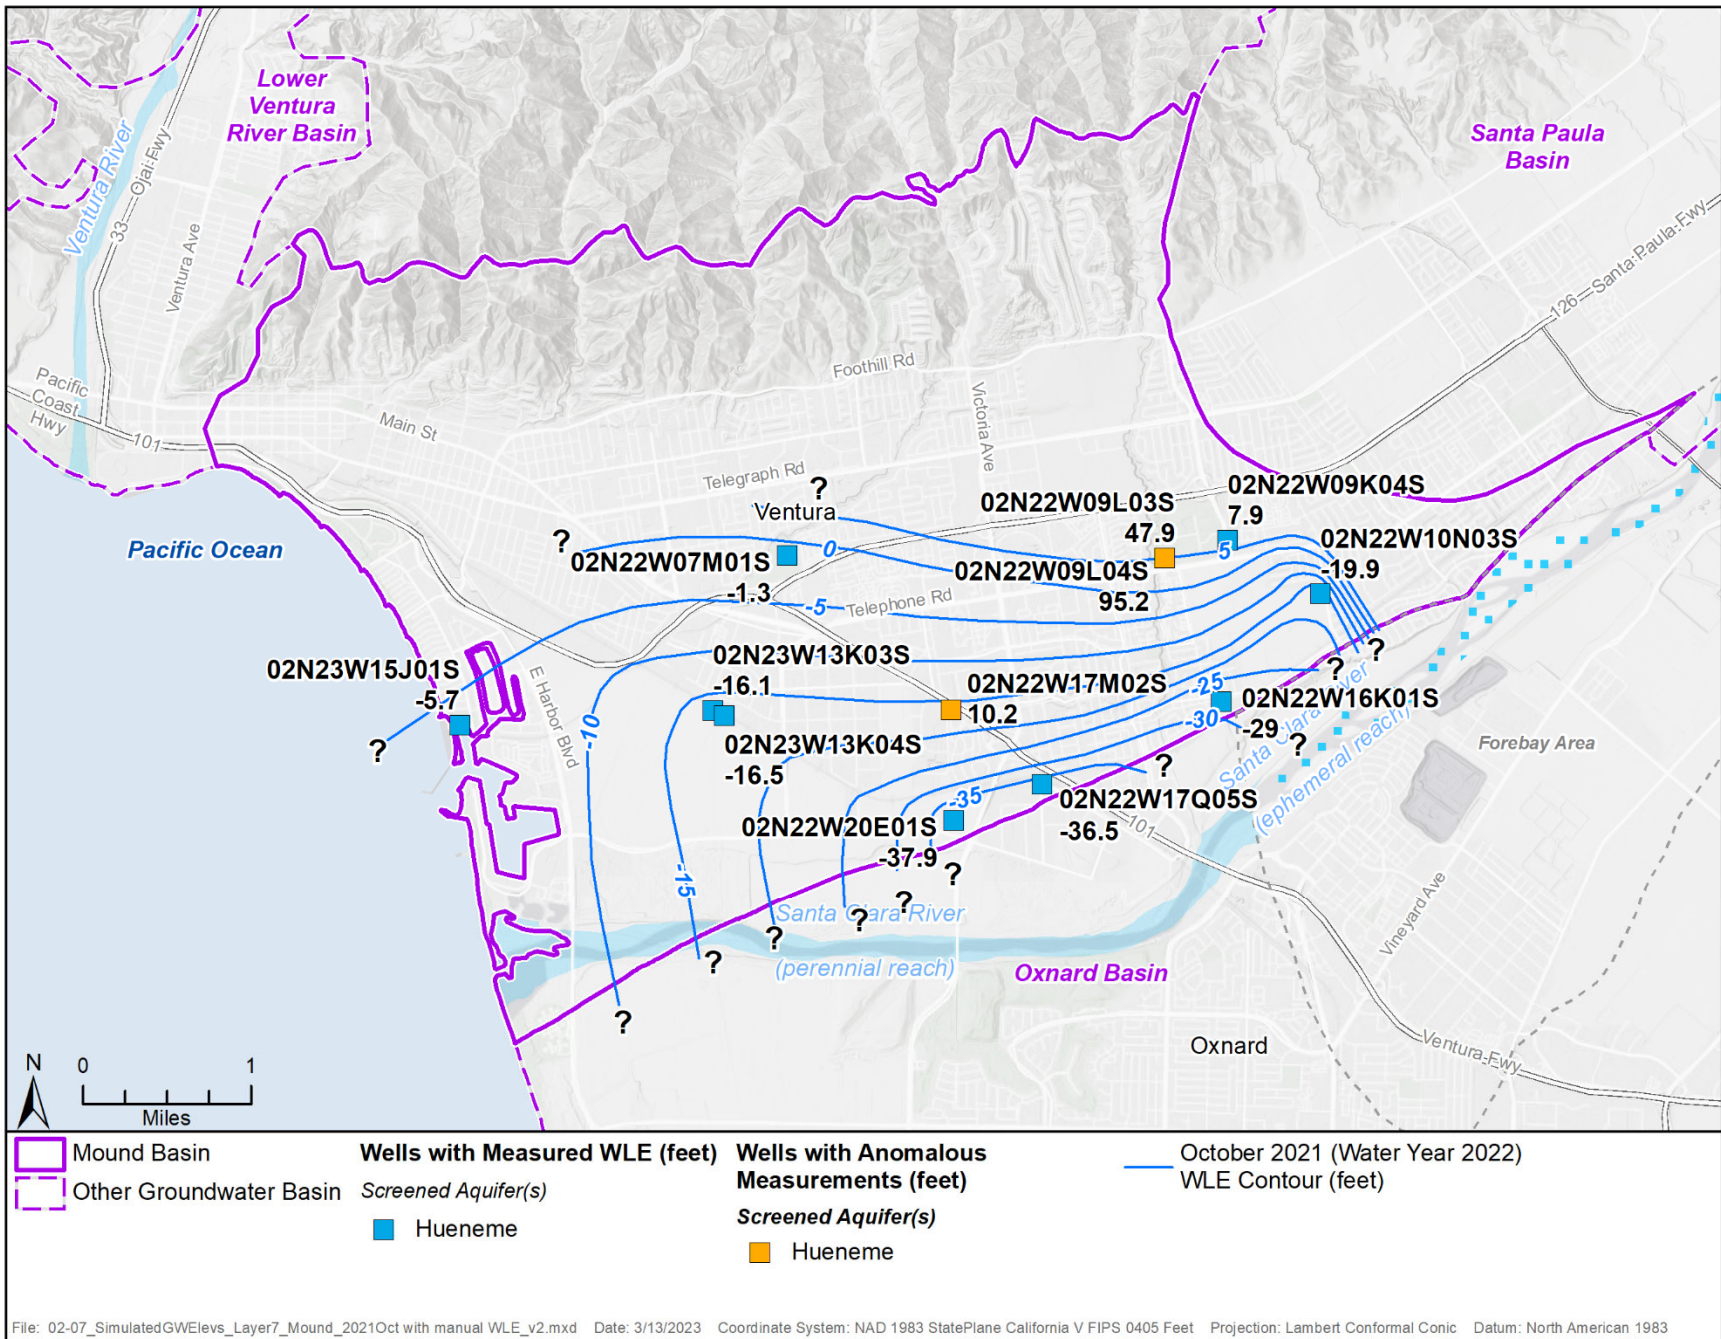 Lower
Ventura
River Basin
Santa Paula
Basin
Ventura River
33
Ojai Fwy
Ventura Ave
126
Santa Paula Fwy
Pacific
Coast
Hwy
101
Main St
Foothill Rd
Victoria Ave
Telegraph Rd
?
Ventura
?
Pacific Ocean
02N22W09L03S
47.9
02N22W09K04S
7.9
02N22W10N03S
-19.9
5
0
02N22W07M01S
-1.3
02N22W09L04S
95.2
-5
Telephone Rd
02N23W15J01S
-5.7
?
E Harbor Blvd
-10
02N23W13K03S
-16.1
02N22W17M02S
10.2
02N23W13K04S
-16.5
-25
?
?
02N22W16K01S
-29
-30
?
Santa Clara River
(ephemeral reach)
Forebay Area
?
-35
02N22W17Q05S
-36.5
101
02N22W20E01S
-37.9
-15
?
?
?
?
?
?
Santa Clara River
(perennial reach)
Oxnard Basin
Vineyard Ave
Oxnard
Ventura Fwy
N
0 1
Miles
Mound Basin
Other Groundwater Basin
Wells with Measured WLE (feet)
Screened Aquifer(s)
Hueneme
Wells with Anomalous
Measurements (feet)
Screened Aquifer(s)
Hueneme
October 2021 (Water Year 2022)
WLE Contour (feet)
File: 02-07_SimulatedGWElevs_Layer7_Mound_2021Oct with manual WLE_v2.mxd Date: 3/13/2023 Coordinate System: NAD 1983 StatePlane California V FIPS 0405 Feet Projection: Lambert Conformal Conic Datum: North American 1983